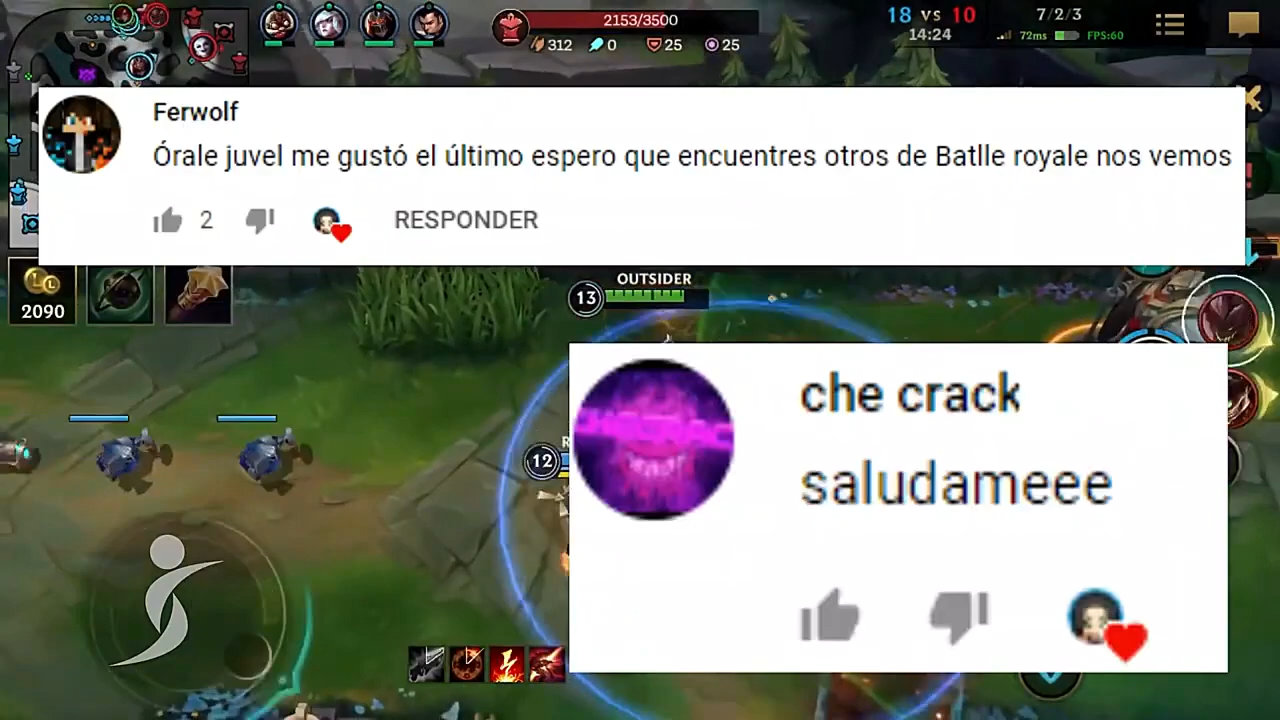 2153/3500
312 0 25 25
18 vs 10
14:24
7/2/3
72ms FPS:60
Ferwolf
Órale juvel me gustó el último espero que encuentres otros de Batlle royale nos vemos
2 RESPONDER
2090
OUTSIDER
13
12
che crack
saludameee